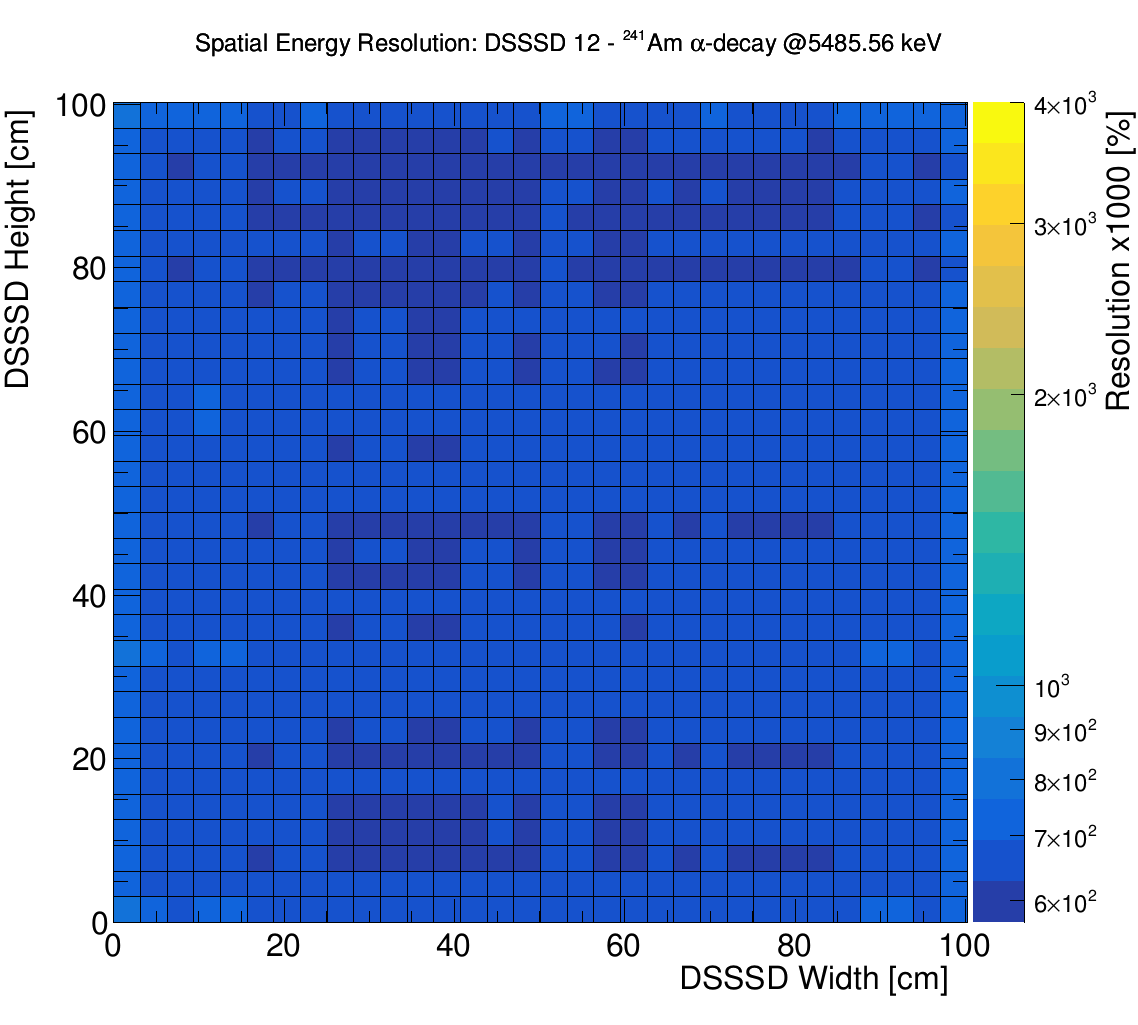 Spatial Energy Resolution: DSSSD 12 - ²⁴¹Am α-decay @5485.56 keV
DSSSD Height [cm]
100
80
60
40
20
0
0 20 40 60 80 100
DSSSD Width [cm]
4×10³
3×10³
2×10³
10³
9×10²
8×10²
7×10²
6×10²
Resolution x1000 [%]